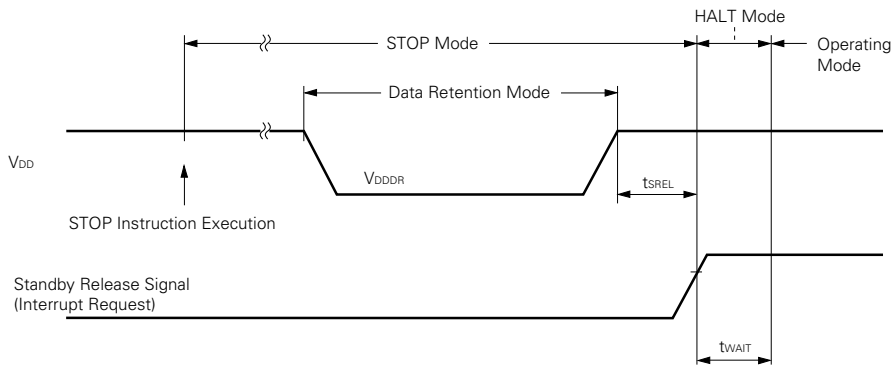 HALT Mode
STOP Mode
Operating
Mode
Data Retention Mode
VDD
VDDDR
tSREL
STOP Instruction Execution
Standby Release Signal
(Interrupt Request)
tWAIT